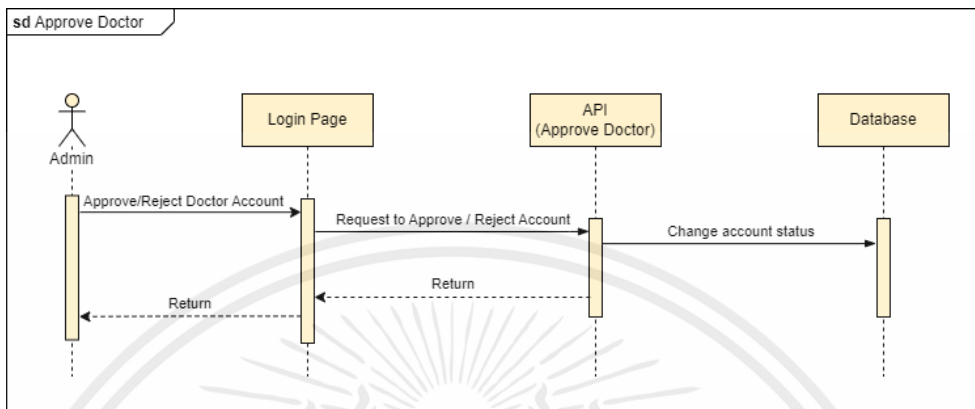 sd Approve Doctor
Admin
Login Page
API
(Approve Doctor)
Database
Approve/Reject Doctor Account
Request to Approve / Reject Account
Change account status
Return
Return